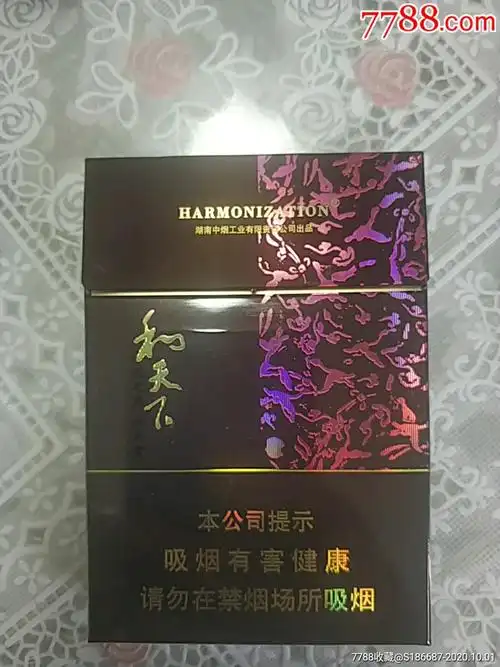 7788.com
HARMONIZATION®
湖南中烟工业有限责任公司出品
和天下
本公司提示
吸烟有害健康
请勿在禁烟场所吸烟
7788收藏@S186687-2020.10.01